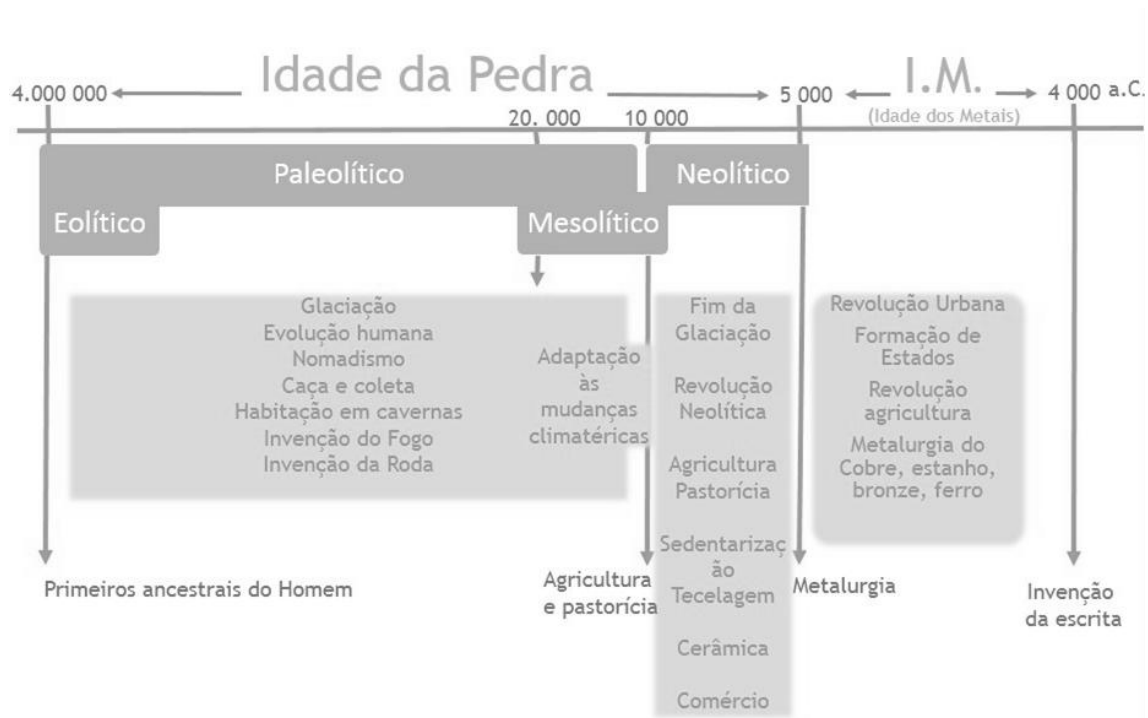 Idade da Pedra
I.M.
(Idade dos Metais)
4.000 000
20. 000
10 000
5 000
4 000 a.C.
Paleolítico
Neolítico
Eolítico
Mesolítico
Glaciação
Evolução humana
Nomadismo
Caça e coleta
Habitação em cavernas
Invenção do Fogo
Invenção da Roda
Adaptação
às
mudanças
climatéricas
Fim da
Glaciação
Revolução
Neolítica
Agricultura
Pastorícia
Sedentarizaç
ão
Tecelagem
Cerâmica
Comércio
Revolução Urbana
Formação de
Estados
Revolução
agricultura
Metalurgia do
Cobre, estanho,
bronze, ferro
Primeiros ancestrais do Homem
Agricultura
e pastorícia
Metalurgia
Invenção
da escrita